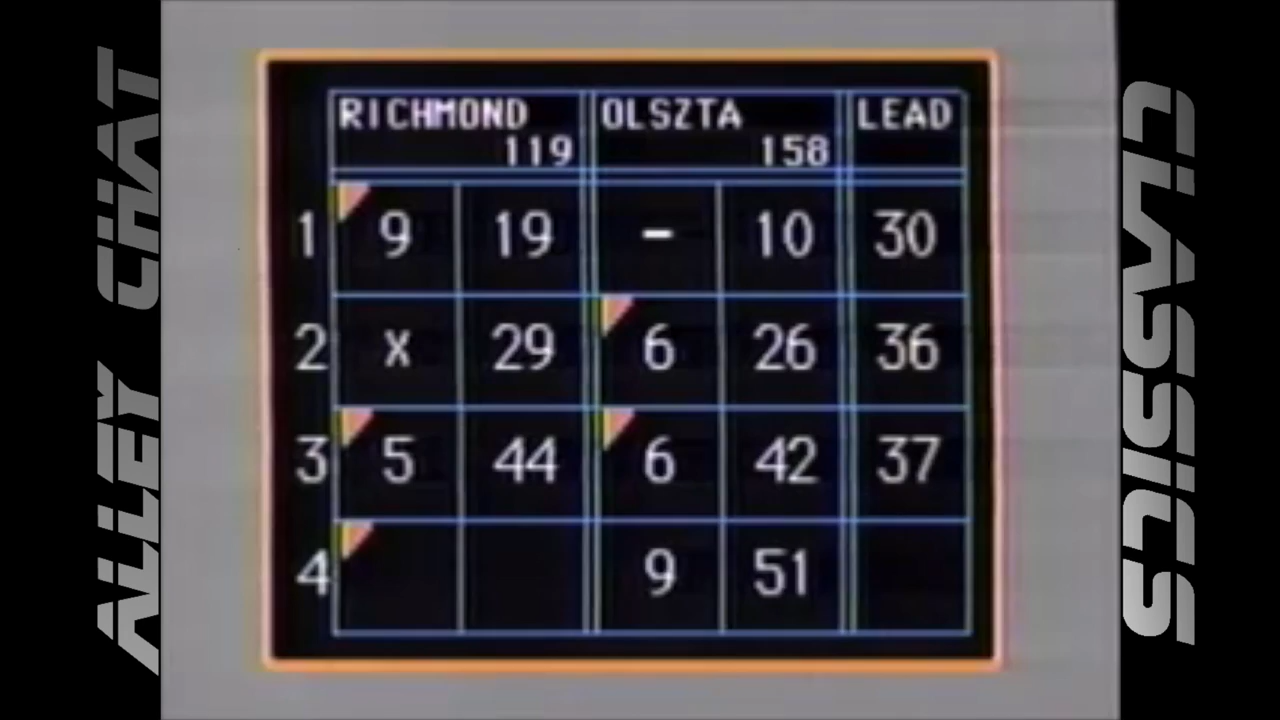 ALLEY CHAT
RICHMOND OLSZTA LEAD
119 158
1 9 19 - 10 30
2 X 29 6 26 36
3 5 44 6 42 37
4 9 51
CLASSICS